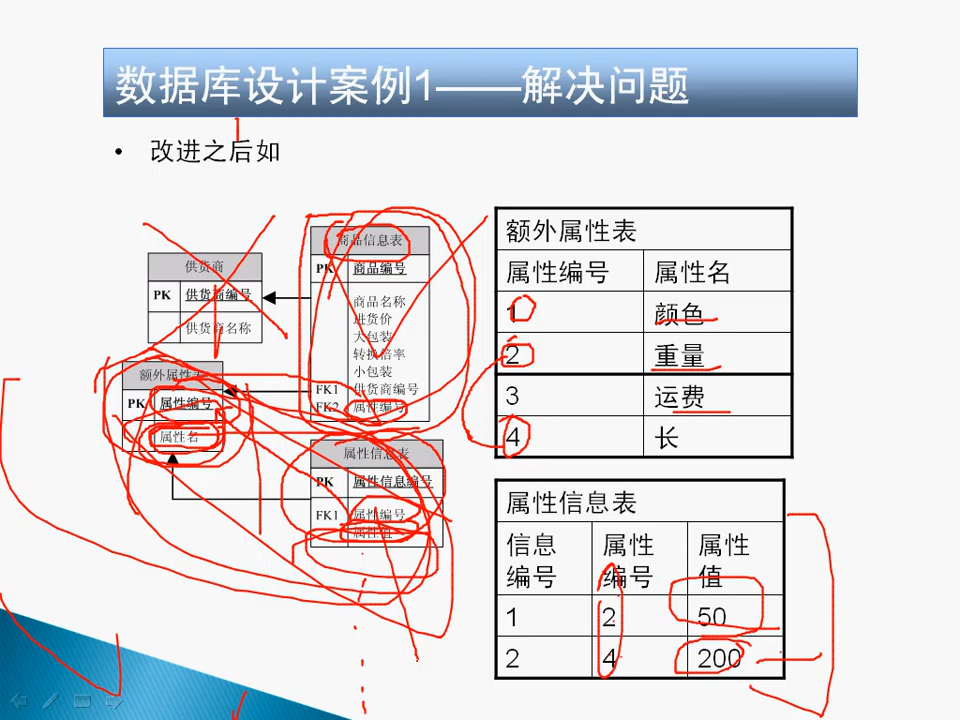 数据库设计案例1——解决问题
• 改进之后如
供货商
PK 供货商编号
供货商名称
商品信息表
PK 商品编号
商品名称
进货价
大包装
转换倍率
小包装
FK1 供货商编号
FK2 属性编号
额外属性表
PK 属性编号
属性名
属性信息表
PK 属性信息编号
FK1 属性编号
属性值
额外属性表
属性编号 属性名
1 颜色
2 重量
3 运费
4 长
属性信息表
信息编号 属性编号 属性值
1 2 50
2 4 200